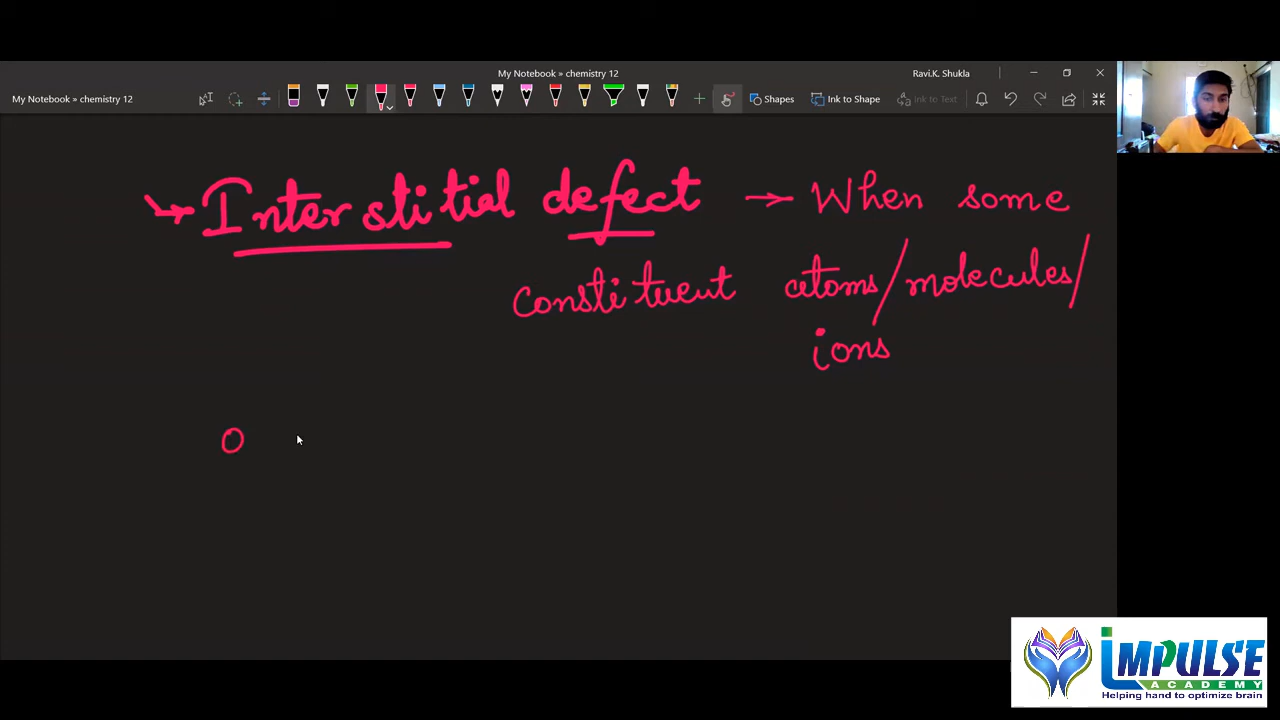 My Notebook » chemistry 12
Ravi.K. Shukla
My Notebook » chemistry 12
Shapes
Ink to Shape
Ink to Text
Interstitial defect → When some
constituent atoms/molecules/
ions
O
IMPULSE
ACADEMY
Helping hand to optimize brain